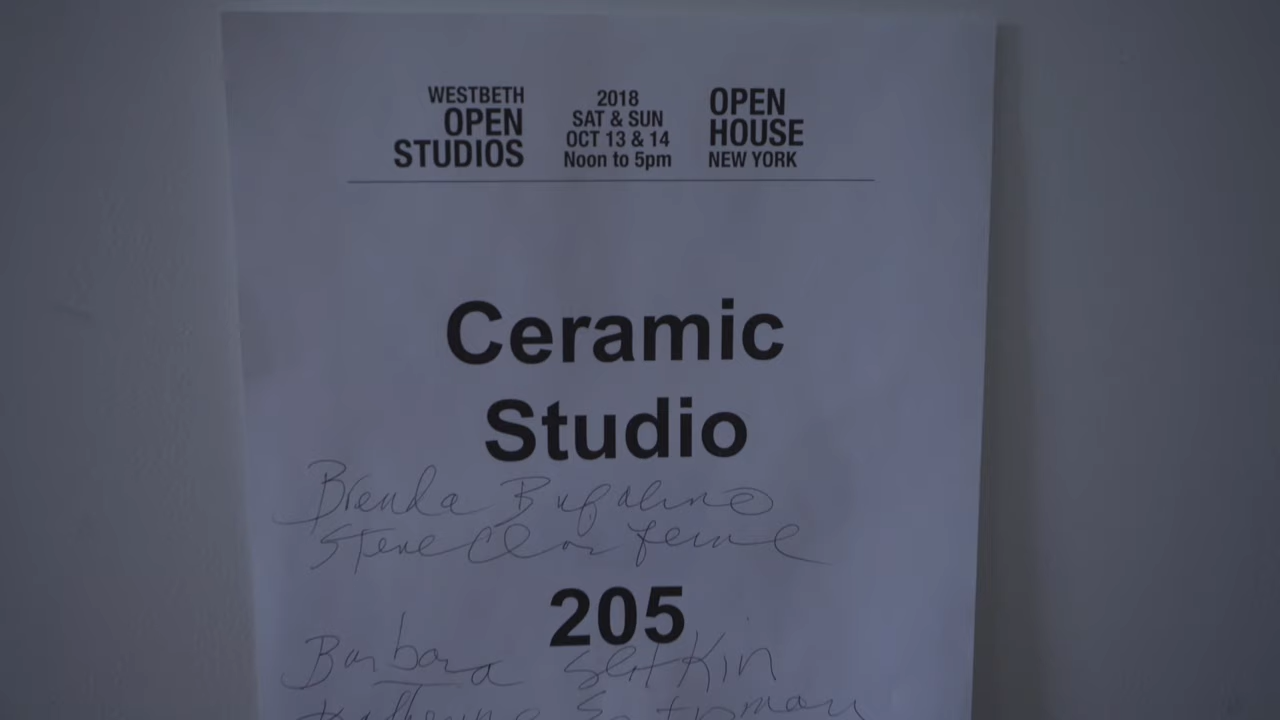 WESTBETH
OPEN
STUDIOS
2018
SAT & SUN
OCT 13 & 14
Noon to 5pm
OPEN
HOUSE
NEW YORK
Ceramic
Studio
Brenda Bufalino
Steve
205
Barbara